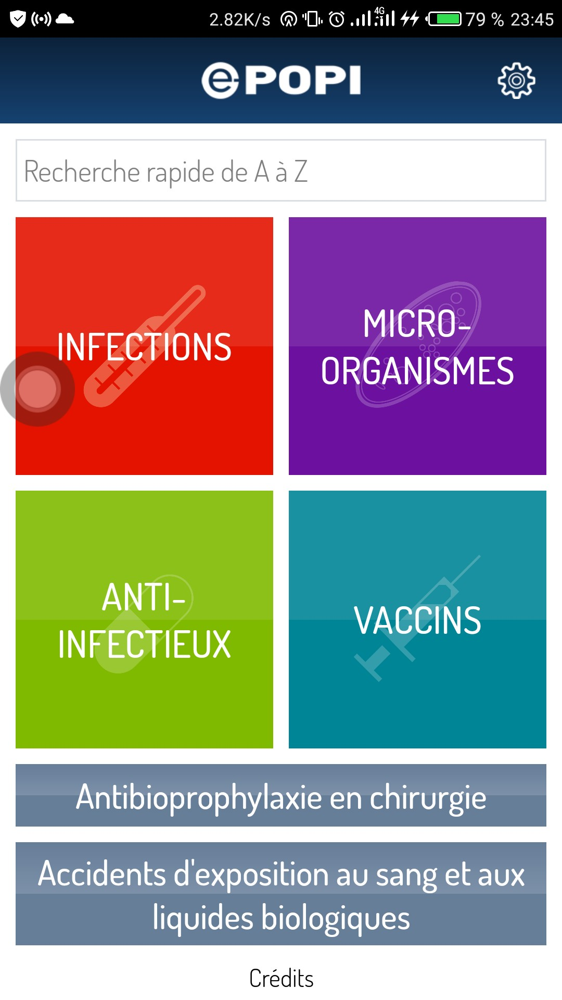 2.82K/s 4G 79 % 23:45
ePOPI
Recherche rapide de A à Z
INFECTIONS
MICRO-
ORGANISMES
ANTI-
INFECTIEUX
VACCINS
Antibioprophylaxie en chirurgie
Accidents d'exposition au sang et aux
liquides biologiques
Crédits